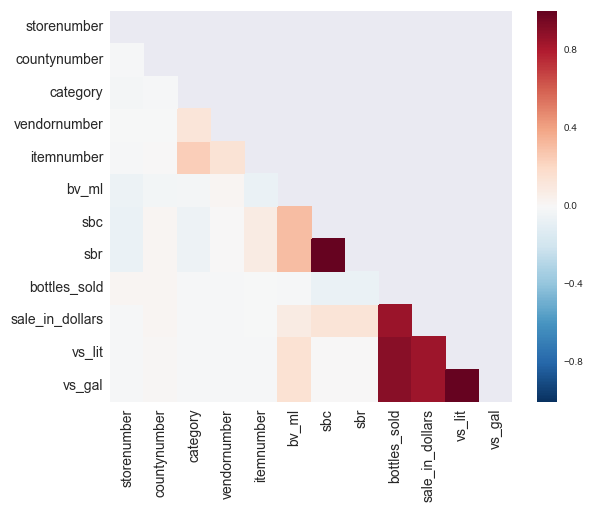 storenumber
countynumber
category
vendornumber
itemnumber
bv_ml
sbc
sbr
bottles_sold
sale_in_dollars
vs_lit
vs_gal
storenumber
countynumber
category
vendornumber
itemnumber
bv_ml
sbc
sbr
bottles_sold
sale_in_dollars
vs_lit
vs_gal
0.8
0.4
0.0
−0.4
−0.8